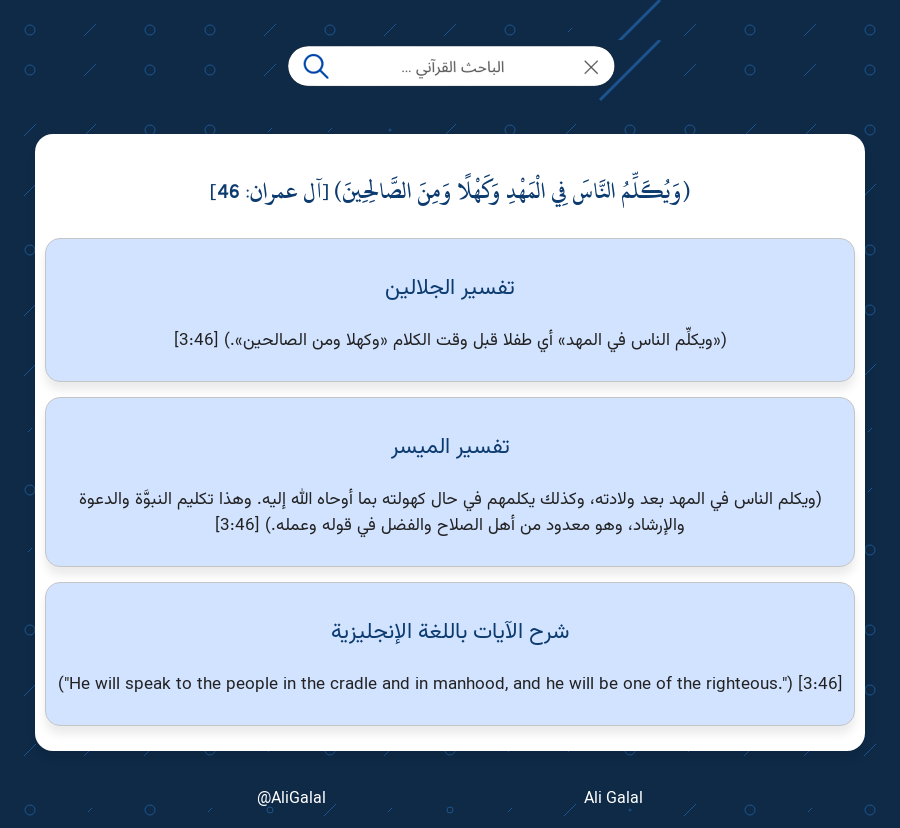 الباحث القرآني ...
(وَيُكَلِّمُ النَّاسَ فِي الْمَهْدِ وَكَهْلًا وَمِنَ الصَّالِحِينَ) [آل عمران: 46]
تفسير الجلالين
(«ويكلِّم الناس في المهد» أي طفلا قبل وقت الكلام «وكهلا ومن الصالحين».) [3:46]
تفسير الميسر
(ويكلم الناس في المهد بعد ولادته، وكذلك يكلمهم في حال كهولته بما أوحاه الله إليه. وهذا تكليم النبوَّة والدعوة
والإرشاد، وهو معدود من أهل الصلاح والفضل في قوله وعمله.) [3:46]
شرح الآيات باللغة الإنجليزية
("He will speak to the people in the cradle and in manhood, and he will be one of the righteous.") [3:46]
@AliGalal
Ali Galal